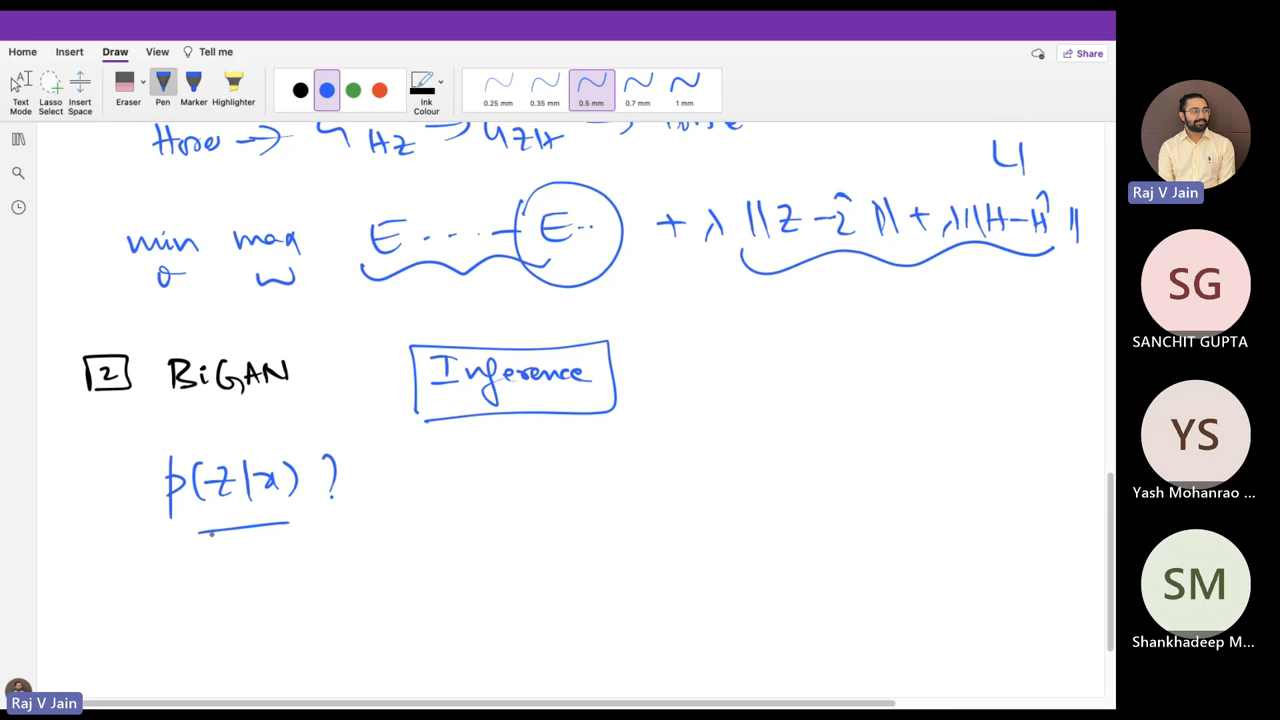 Home Insert Draw View Tell me
Share
Text Mode Lasso Select Insert Space Eraser Pen Marker Highlighter 0.25 mm 0.35 mm 0.5 mm 0.7 mm 1 mm Ink Colour
Horse → G HZ → G ZH →
min max E .... - E .. + λ ||Z - Ẑ|| + λ||H - Ĥ||
θ w
2 BiGAN Inference
p(z|x) ?
Raj V Jain
SG
SANCHIT GUPTA
YS
Yash Mohanrao ...
SM
Shankhadeep M...
Raj V Jain